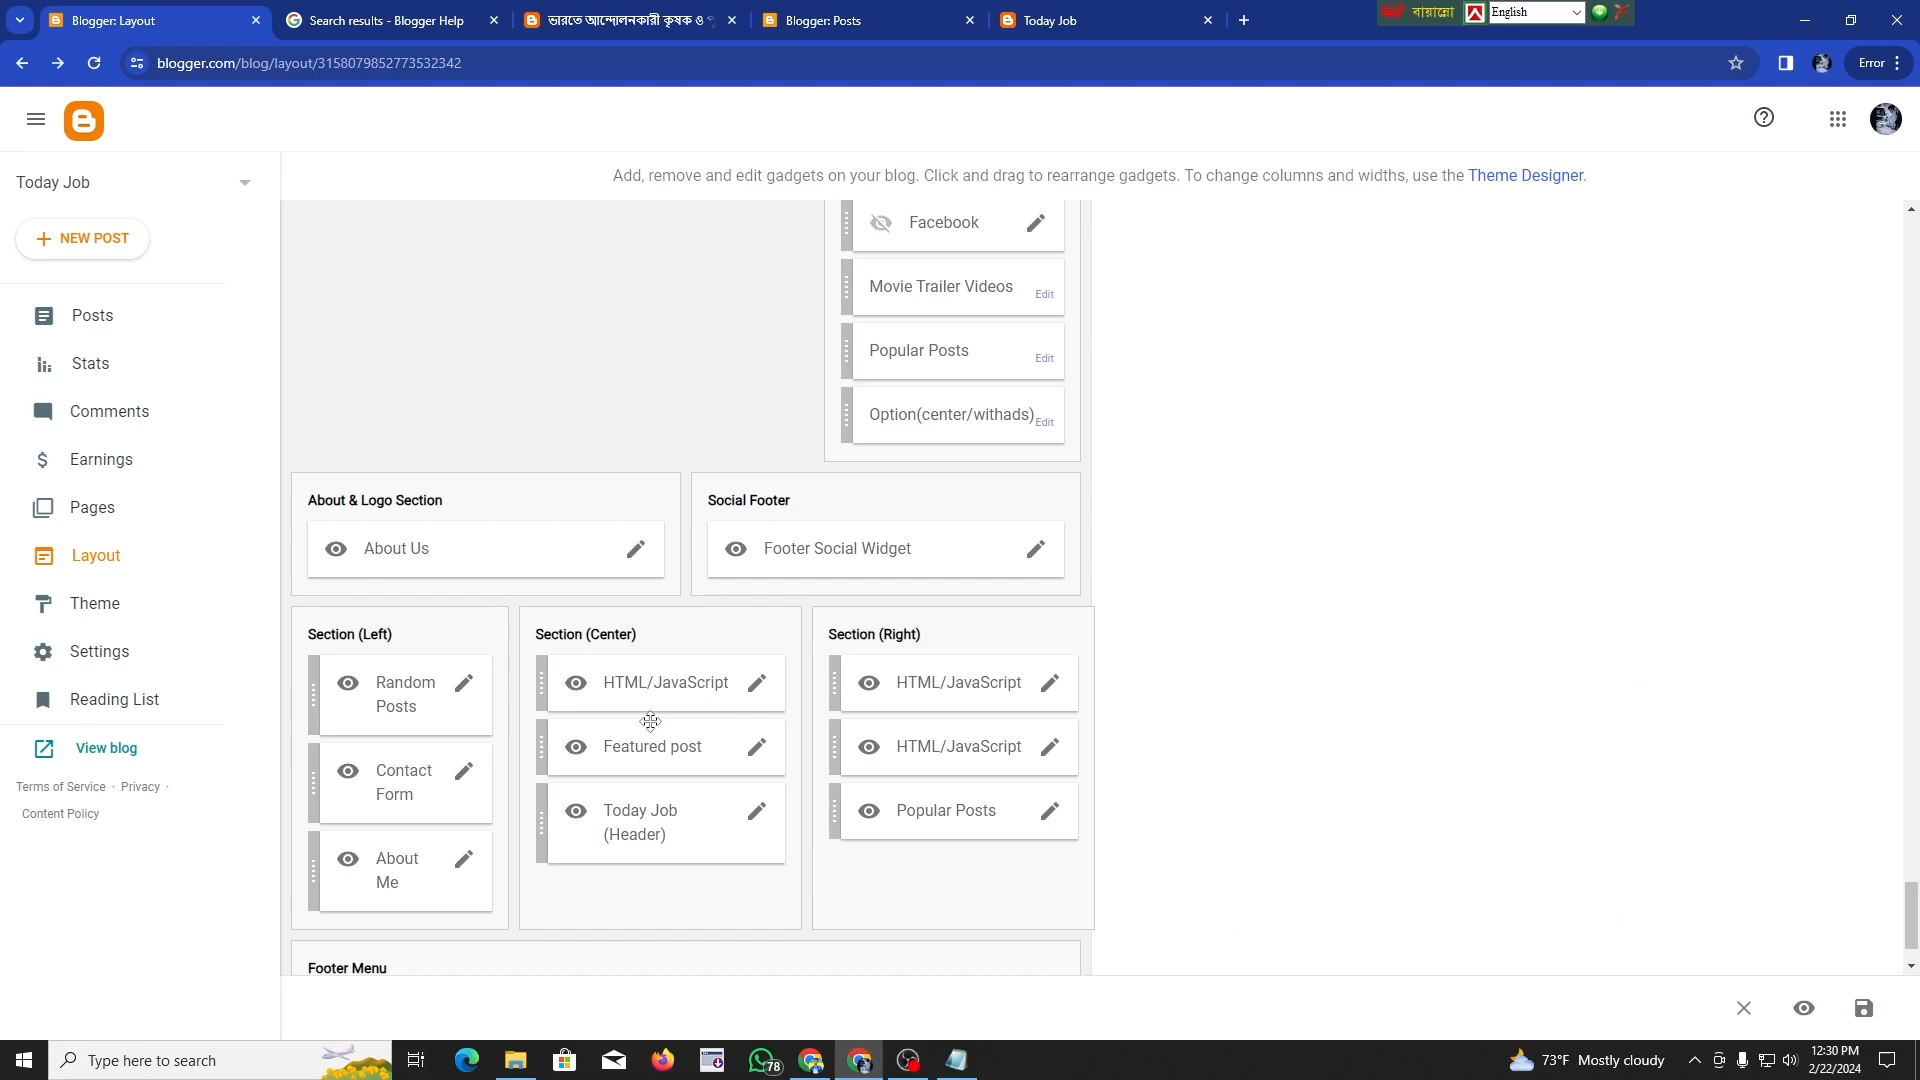 Blogger: Layout
Search results - Blogger Help
ভারতে আন্দোলনকারী কৃষক ও
Blogger: Posts
Today Job
বায়ান্নো
English
blogger.com/blog/layout/3158079852773532342
Error
Today Job
Add, remove and edit gadgets on your blog. Click and drag to rearrange gadgets. To change columns and widths, use the Theme Designer.
NEW POST
Posts
Stats
Comments
Earnings
Pages
Layout
Theme
Settings
Reading List
View blog
Terms of Service · Privacy ·
Content Policy
Facebook
Movie Trailer Videos
Edit
Popular Posts
Edit
Option(center/withads)
Edit
About & Logo Section
About Us
Social Footer
Footer Social Widget
Section (Left)
Random
Posts
Contact
Form
About
Me
Section (Center)
HTML/JavaScript
Featured post
Today Job
(Header)
Section (Right)
HTML/JavaScript
HTML/JavaScript
Popular Posts
Footer Menu
Type here to search
78
73°F Mostly cloudy
12:30 PM
2/22/2024